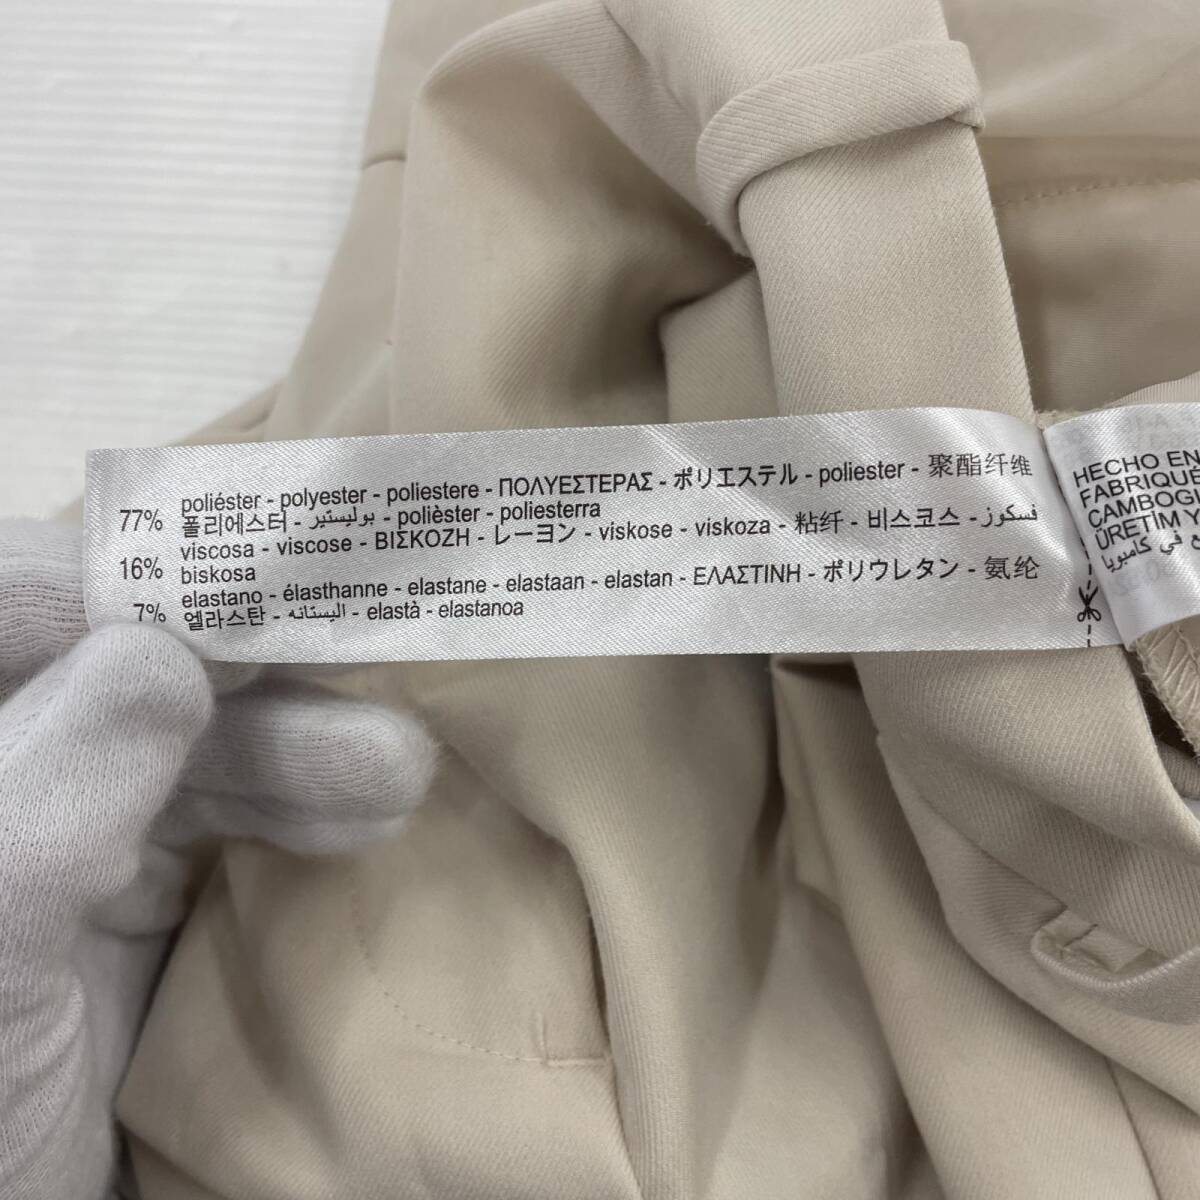 77% poliéster - polyester - poliestere - ΠΟΛΥΕΣΤΕΡΑΣ - ポリエステル - poliester - 聚酯纤维
폴리에스터 - بوليستير - polièster - poliesterra
16% viscosa - viscose - ΒΙΣΚΟΖΗ - レーヨン - viskose - viskoza - 粘纤 - 비스코스 - فسكوز
biskosa
7% elastano - élasthanne - elastane - elastaan - elastan - ΕΛΑΣΤΙΝΗ - ポリウレタン - 氨纶
엘라스탄 - اليستانه - elastà - elastanoa
HECHO EN
FABRIQUÉ
CAMBOG
ÜRETİM Y
في كامبوديا